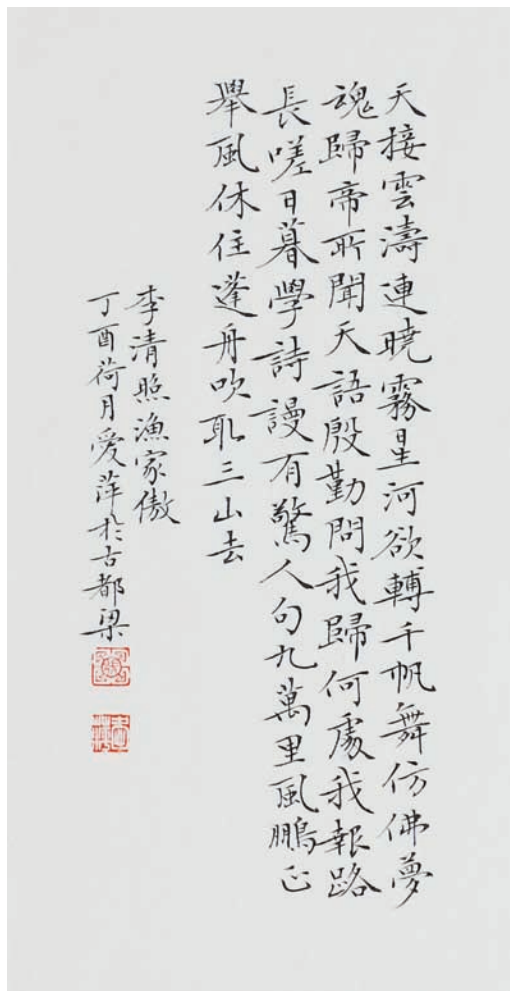 天接雲濤連曉霧星河欲轉千帆舞仿佛夢
魂歸帝所聞天語殷勤問我歸何處我報路
長嗟日暮學詩謾有驚人句九萬里風鵬正
舉風休住蓬舟吹取三山去
李清照漁家傲
丁酉荷月愛萍於古都梁